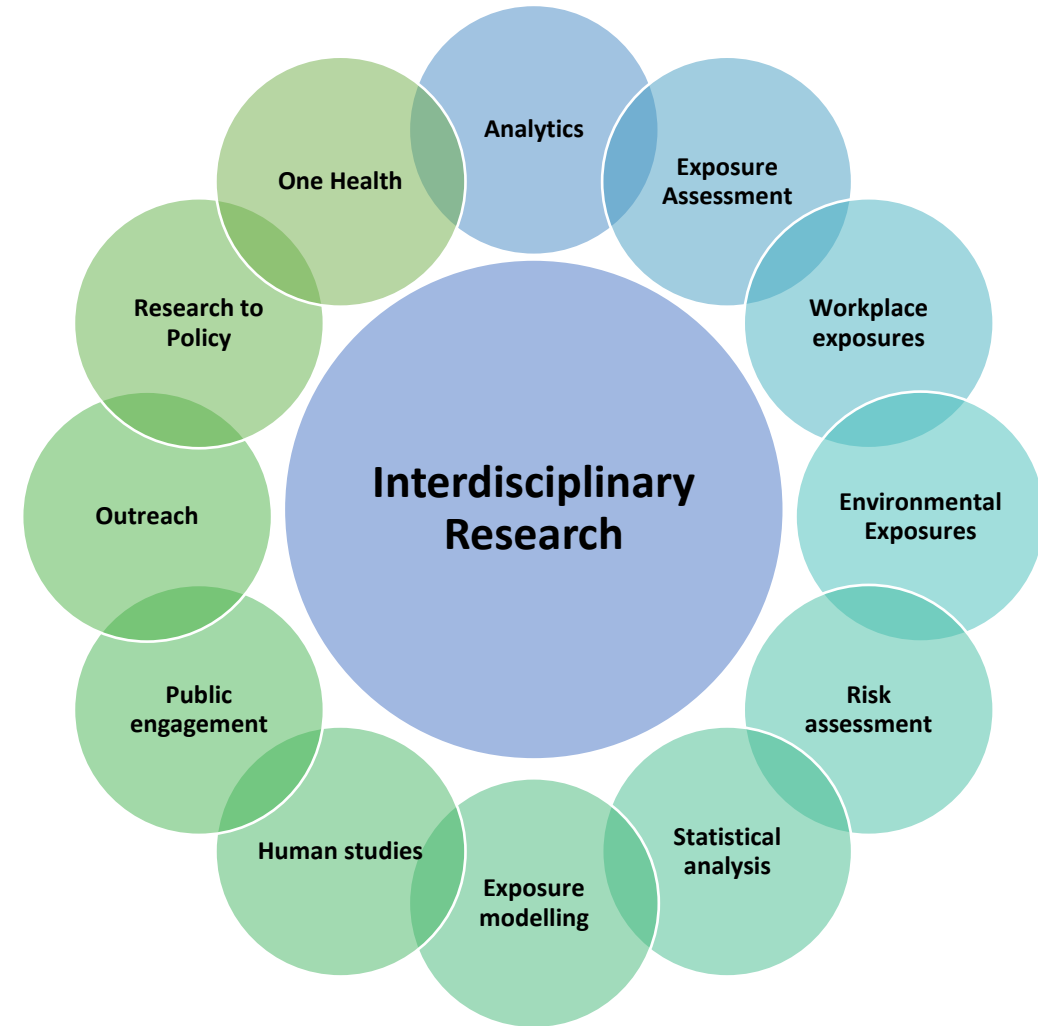 Analytics
Exposure
Assessment
Workplace
exposures
Environmental
Exposures
Risk
assessment
Statistical
analysis
Exposure
modelling
Human studies
Public
engagement
Outreach
Research to
Policy
One Health
Interdisciplinary
Research